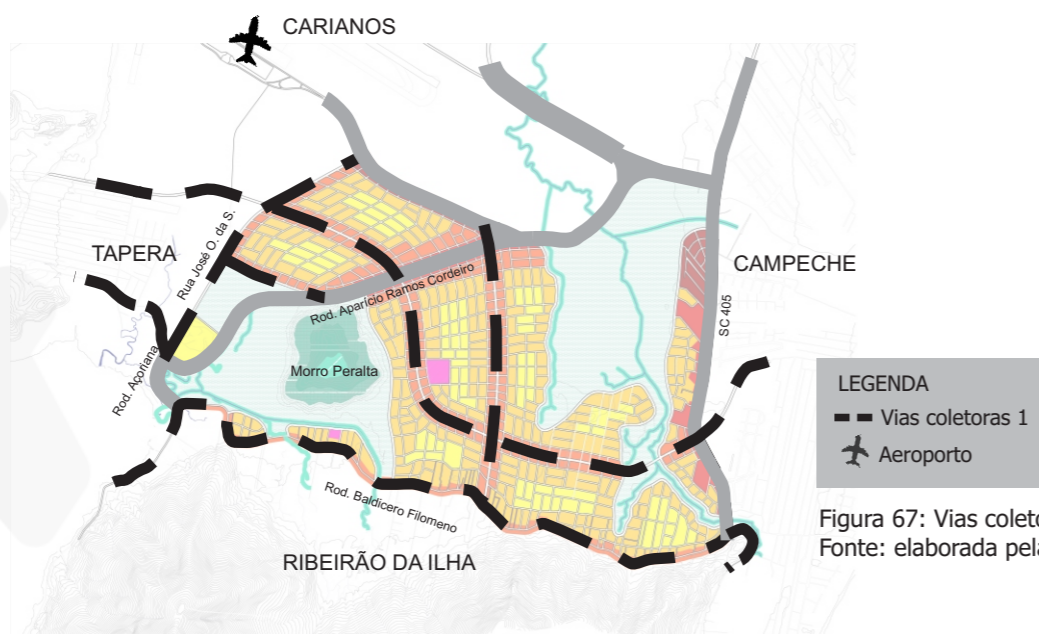 CARIANOS
TAPERA
Rua José O. da S.
CAMPECHE
Rod. Aparício Ramos Cordeiro
SC 405
Morro Peralta
Rod. Açoriana
Rod. Baldicero Filomeno
RIBEIRÃO DA ILHA
LEGENDA
Vias coletoras 1
Aeroporto
Figura 67: Vias coleto
Fonte: elaborada pela